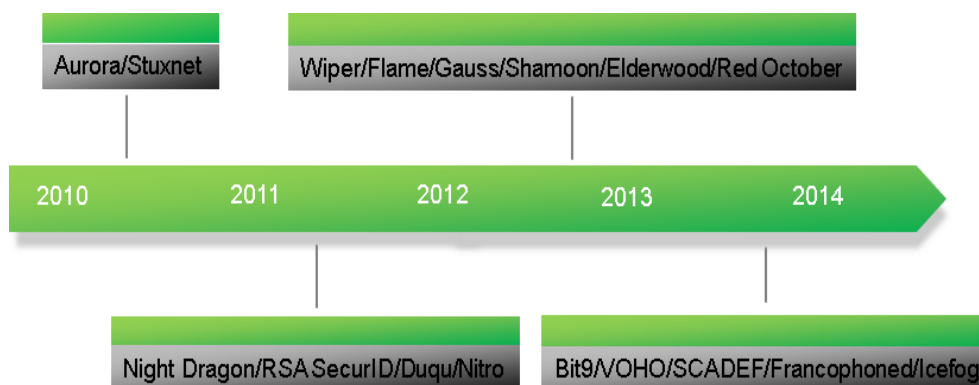 Aurora/Stuxnet
Wiper/Flame/Gauss/Shamoon/Elderwood/Red October
2010 2011 2012 2013 2014
Night Dragon/RSA SecurID/Duqu/Nitro
Bit9/VOHO/SCADEF/Francophoned/Icefog